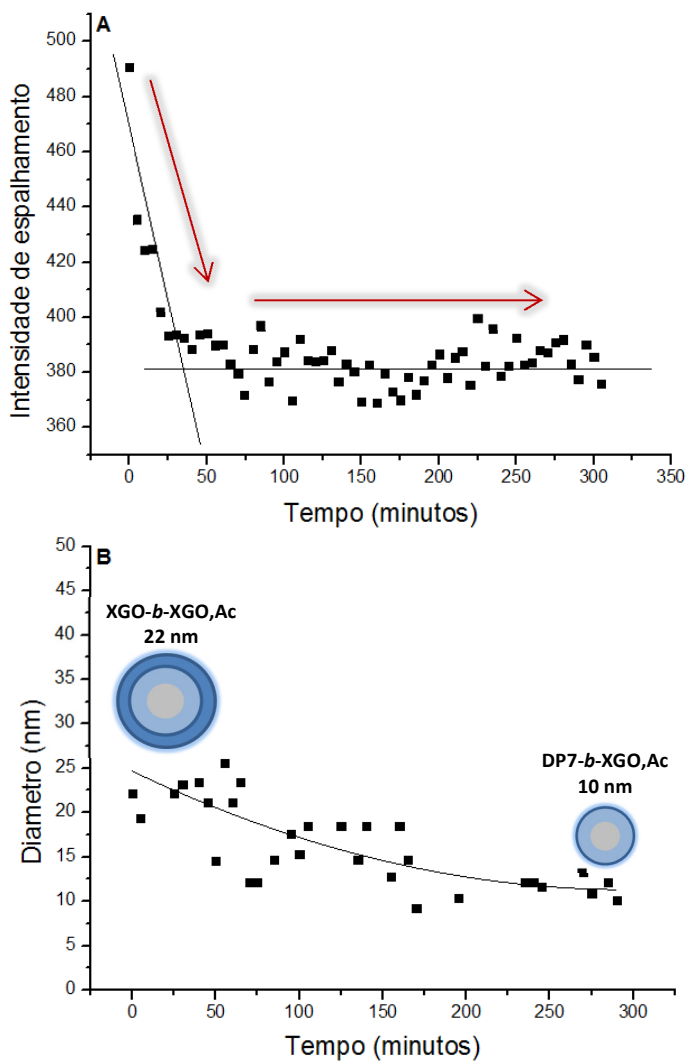 A
500
480
460
440
420
400
380
360
Intensidade de espalhamento
0 50 100 150 200 250 300 350
Tempo (minutos)
B
50
45
40
35
30
25
20
15
10
5
0
Diametro (nm)
XGO-b-XGO,Ac
22 nm
DP7-b-XGO,Ac
10 nm
0 50 100 150 200 250 300
Tempo (minutos)